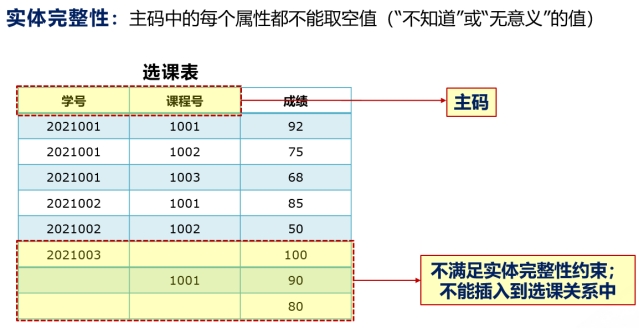 实体完整性：主码中的每个属性都不能取空值（“不知道”或“无意义”的值）
选课表
学号 课程号 成绩
主码
2021001 1001 92
2021001 1002 75
2021001 1003 68
2021002 1001 85
2021002 1002 50
2021003 100
1001 90
80
不满足实体完整性约束；
不能插入到选课关系中